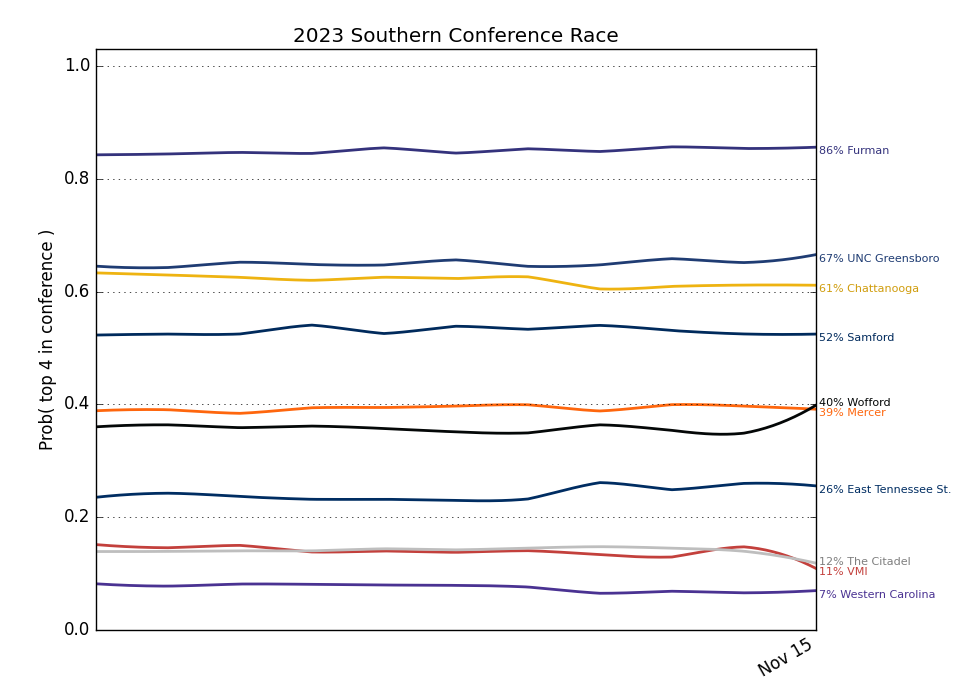 2023 Southern Conference Race
Prob( top 4 in conference )
1.0
0.8
0.6
0.4
0.2
0.0
86% Furman
67% UNC Greensboro
61% Chattanooga
52% Samford
40% Wofford
39% Mercer
26% East Tennessee St.
12% The Citadel
11% VMI
7% Western Carolina
Nov 15